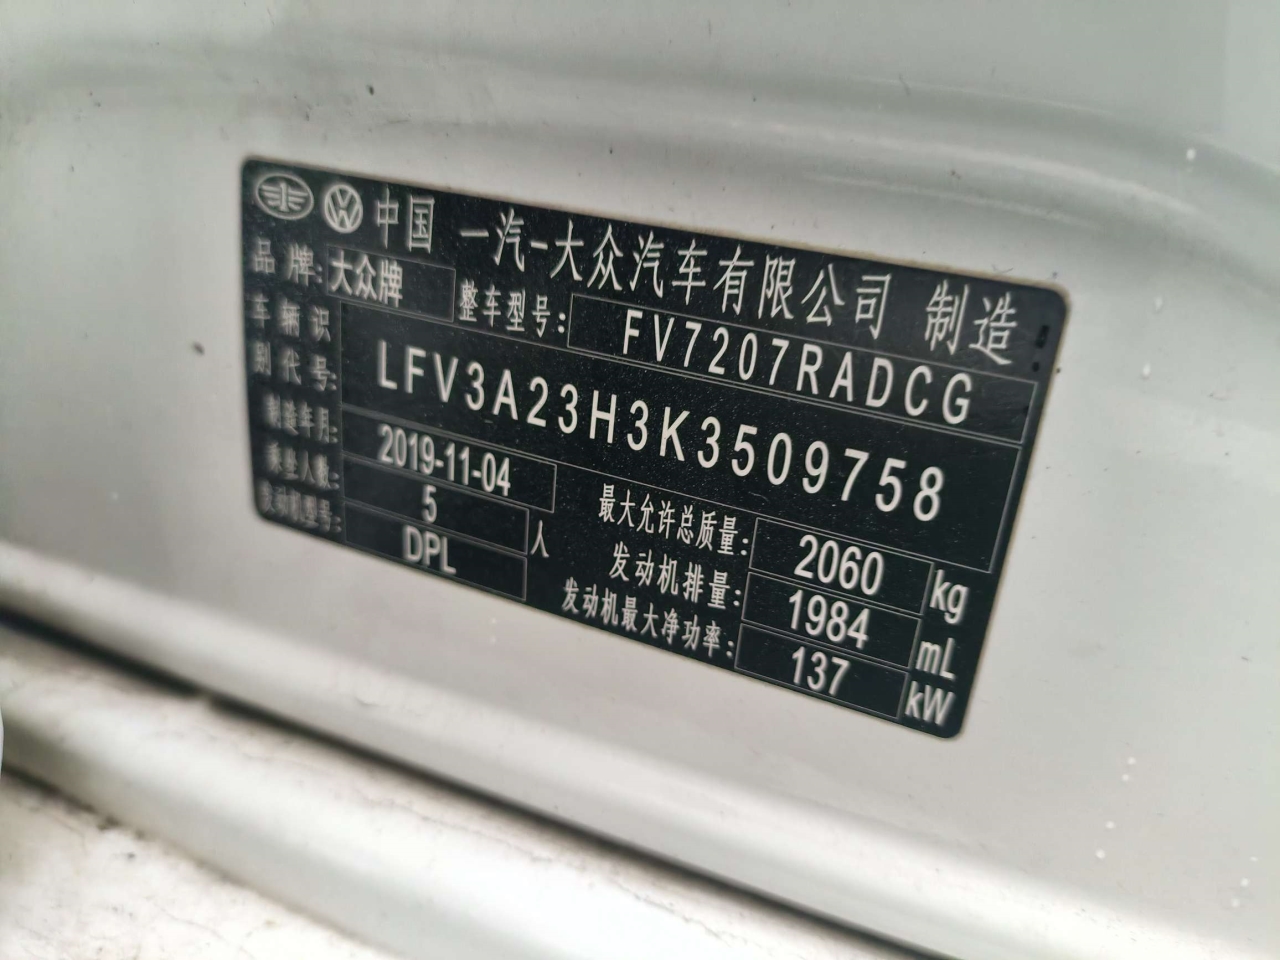 中国 一汽-大众汽车有限公司 制造
品牌: 大众牌 整车型号: FV7207RADCG
车辆识别代号: LFV3A23H3K3509758
制造年月: 2019-11-04
乘坐人数: 5 人
发动机型号: DPL
最大允许总质量: 2060 kg
发动机排量: 1984 mL
发动机最大净功率: 137 kW